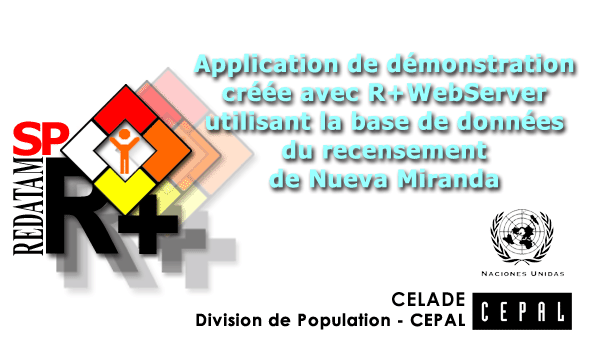 Application de démonstration
créée avec R+WebServer
utilisant la base de données
du recensement
de Nueva Miranda
REDATAM
SP
R+
NACIONES UNIDAS
CELADE
Division de Population - CEPAL
CEPAL